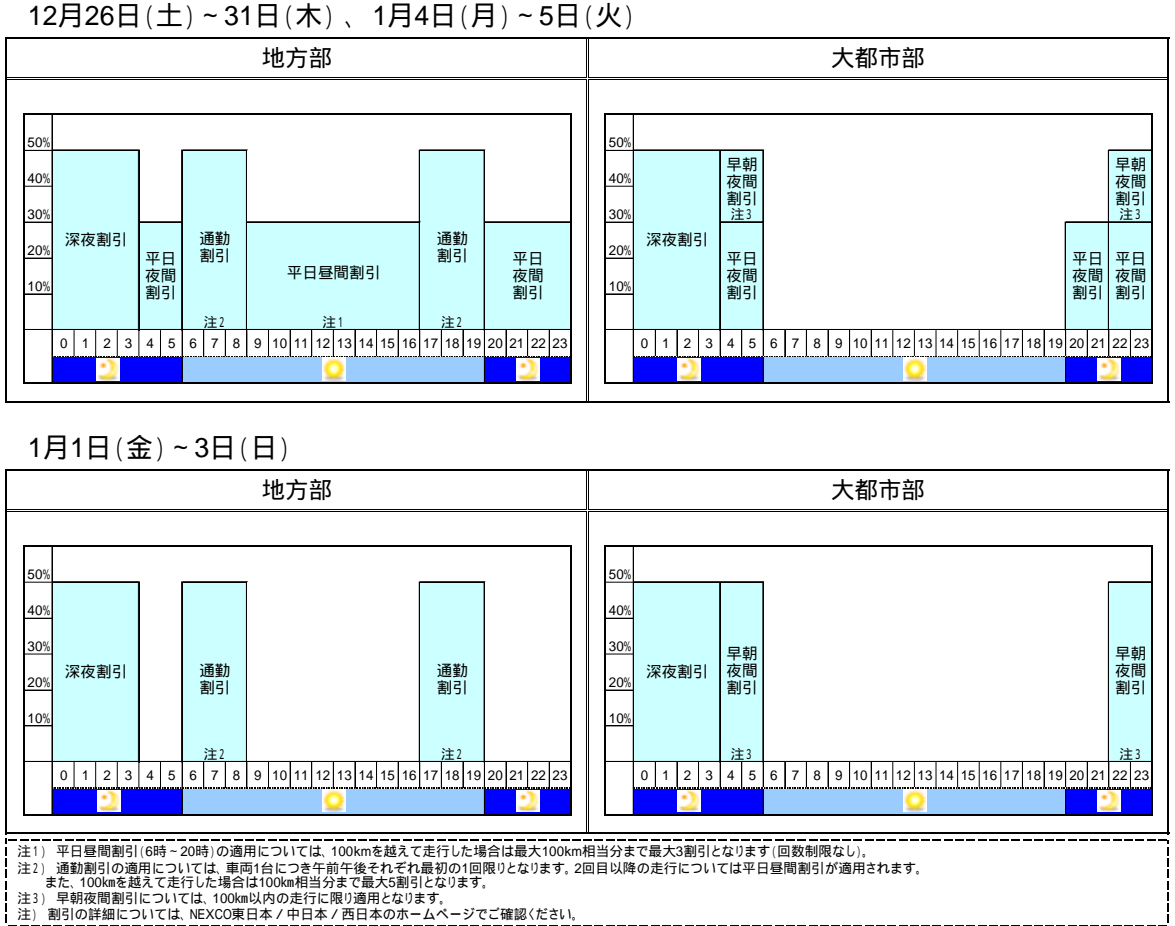 12月26日(土)~31日(木)、1月4日(月)~5日(火)
地方部
大都市部
50%
40%
30%
20%
10%
深夜割引
平日
夜間
割引
通勤
割引
注2
平日昼間割引
注1
通勤
割引
注2
平日
夜間
割引
0 1 2 3 4 5 6 7 8 9 10 11 12 13 14 15 16 17 18 19 20 21 22 23
50%
40%
30%
20%
10%
深夜割引
早朝
夜間
割引
注3
平日
夜間
割引
平日
夜間
割引
早朝
夜間
割引
注3
平日
夜間
割引
0 1 2 3 4 5 6 7 8 9 10 11 12 13 14 15 16 17 18 19 20 21 22 23
1月1日(金)~3日(日)
地方部
大都市部
50%
40%
30%
20%
10%
深夜割引
通勤
割引
注2
通勤
割引
注2
0 1 2 3 4 5 6 7 8 9 10 11 12 13 14 15 16 17 18 19 20 21 22 23
50%
40%
30%
20%
10%
深夜割引
早朝
夜間
割引
注3
早朝
夜間
割引
注3
0 1 2 3 4 5 6 7 8 9 10 11 12 13 14 15 16 17 18 19 20 21 22 23
注1) 平日昼間割引(6時~20時)の適用については、100kmを越えて走行した場合は最大100km相当分まで最大3割引となります(回数制限なし)。
注2) 通勤割引の適用については、車両1台につき午前午後それぞれ最初の1回限りとなります。2回目以降の走行については平日昼間割引が適用されます。
また、100kmを越えて走行した場合は100km相当分まで最大5割引となります。
注3) 早朝夜間割引については、100km以内の走行に限り適用となります。
注) 割引の詳細については、NEXCO東日本/中日本/西日本のホームページでご確認ください。